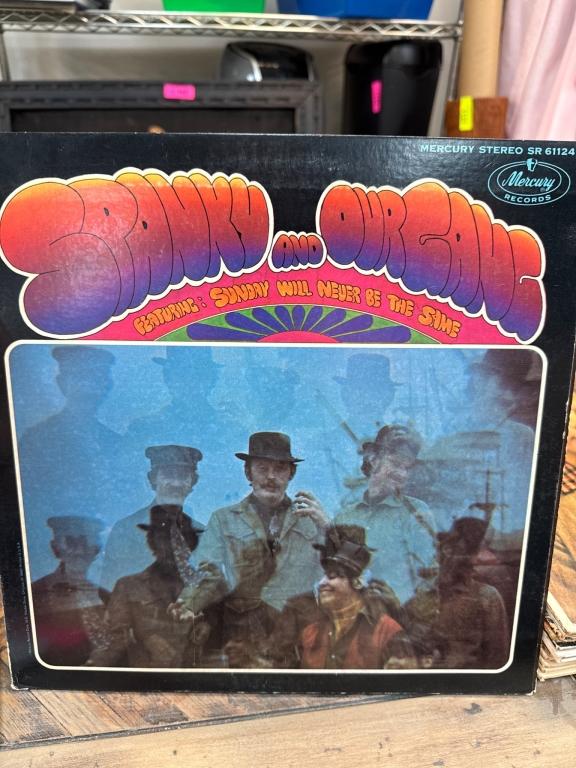 MERCURY STEREO SR 61124
Mercury
RECORDS
SPANKY AND OUR GANG
FEATURING: SUNDAY WILL NEVER BE THE SAME